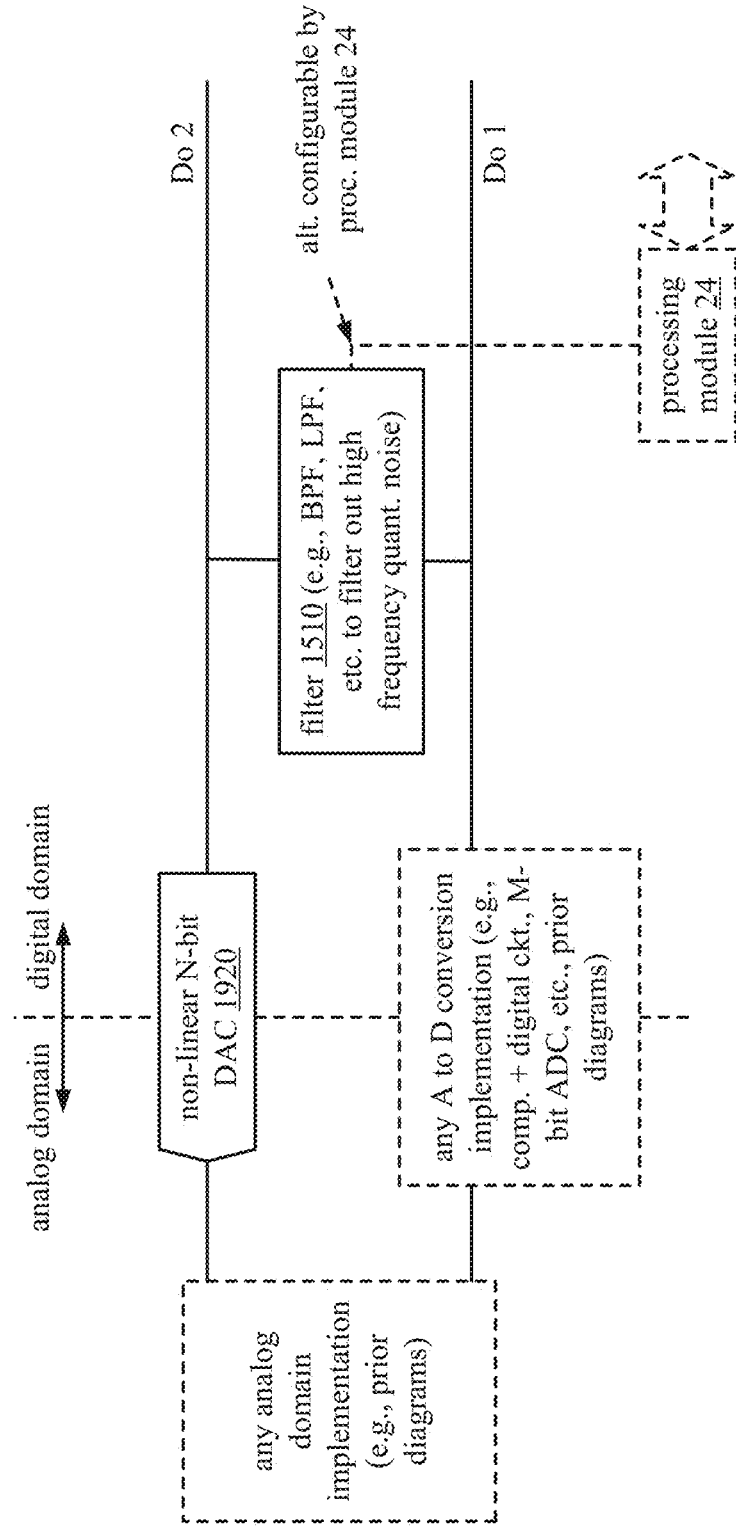 analog domain
digital domain
any analog
domain
implementation
(e.g., prior
diagrams)
non-linear N-bit
DAC 1920
Do 2
filter 1510 (e.g., BPF, LPF,
etc. to filter out high
frequency quant. noise)
alt. configurable by
proc. module 24
any A to D conversion
implementation (e.g.,
comp. + digital ckt., M-
bit ADC, etc., prior
diagrams)
Do 1
processing
module 24